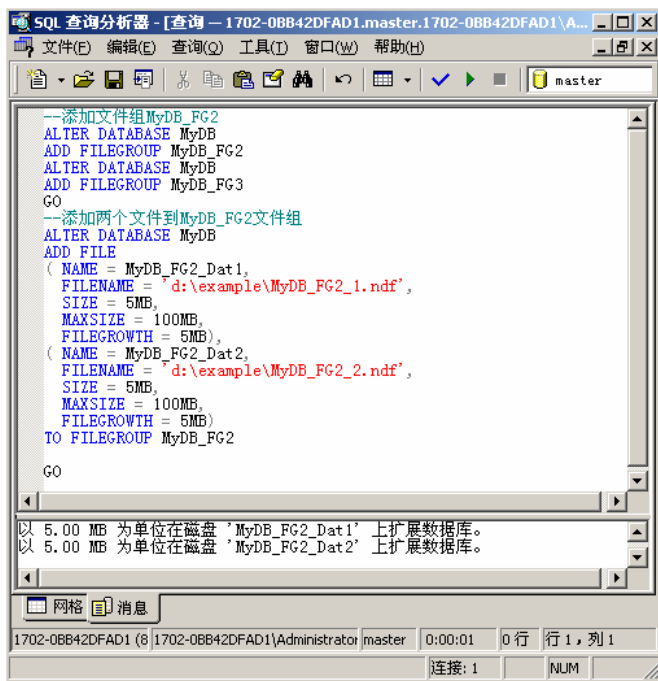 SQL 查询分析器 - [查询 — 1702-0BB42DFAD1.master.1702-0BB42DFAD1\A...
文件(F) 编辑(E) 查询(Q) 工具(T) 窗口(W) 帮助(H)
master
--添加文件组MyDB_FG2
ALTER DATABASE MyDB
ADD FILEGROUP MyDB_FG2
ALTER DATABASE MyDB
ADD FILEGROUP MyDB_FG3
GO
--添加两个文件到MyDB_FG2文件组
ALTER DATABASE MyDB
ADD FILE
( NAME = MyDB_FG2_Dat1,
FILENAME = 'd:\example\MyDB_FG2_1.ndf',
SIZE = 5MB,
MAXSIZE = 100MB,
FILEGROWTH = 5MB),
( NAME = MyDB_FG2_Dat2,
FILENAME = 'd:\example\MyDB_FG2_2.ndf',
SIZE = 5MB,
MAXSIZE = 100MB,
FILEGROWTH = 5MB)
TO FILEGROUP MyDB_FG2
GO
以 5.00 MB 为单位在磁盘 'MyDB_FG2_Dat1' 上扩展数据库。
以 5.00 MB 为单位在磁盘 'MyDB_FG2_Dat2' 上扩展数据库。
网格 消息
1702-0BB42DFAD1 (8 1702-0BB42DFAD1\Administrator master 0:00:01 0 行 行 1，列 1
连接: 1 NUM